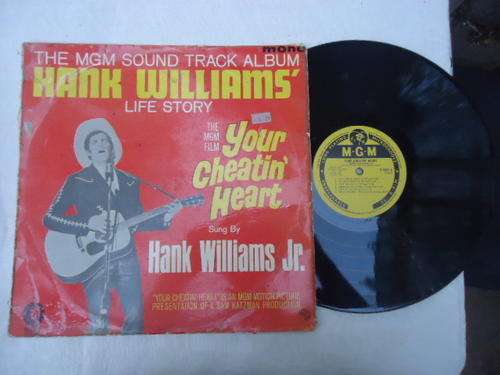 mono
THE MGM SOUND TRACK ALBUM
HANK WILLIAMS'
LIFE STORY
THE
MGM
FILM
Your
Cheatin'
Heart
Sung By
Hank Williams Jr.
"YOUR CHEATIN' HEART" IS AN MGM MOTION PICTURE
PRESENTATION OF A SAM KATZMAN PRODUCTION
M-G-M